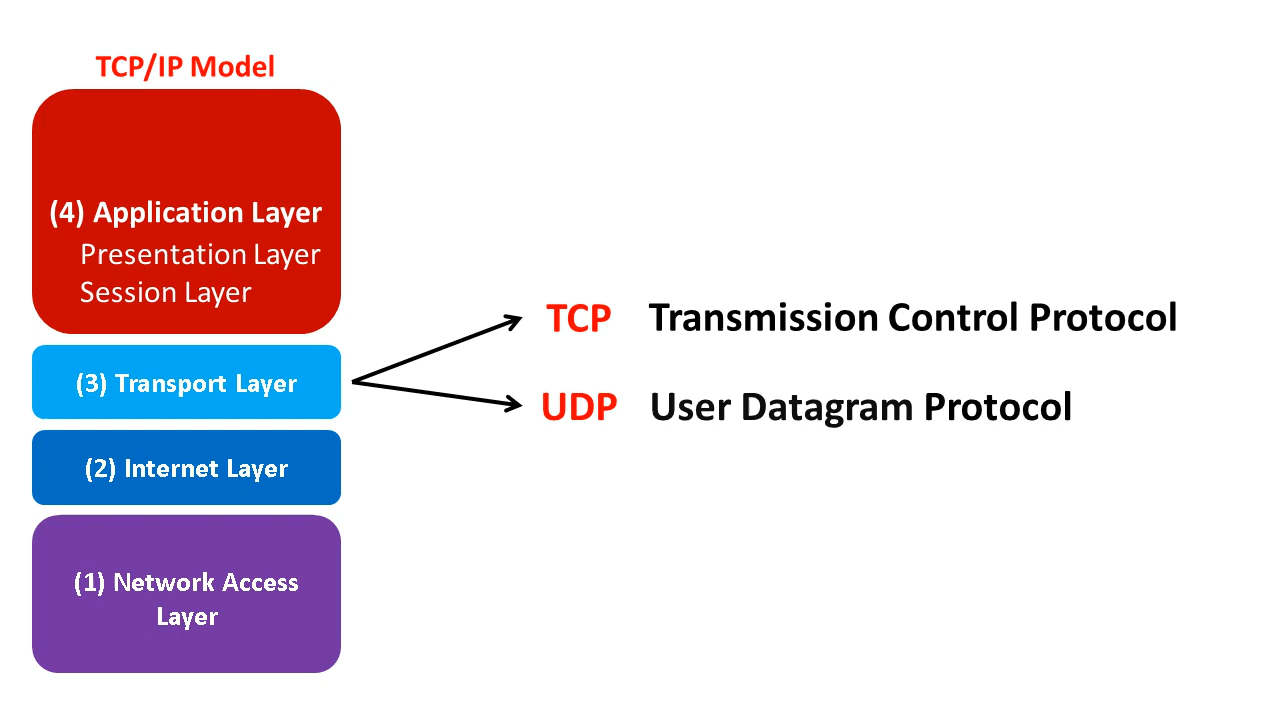 TCP/IP Model
(4) Application Layer
Presentation Layer
Session Layer
(3) Transport Layer
(2) Internet Layer
(1) Network Access
Layer
TCP Transmission Control Protocol
UDP User Datagram Protocol